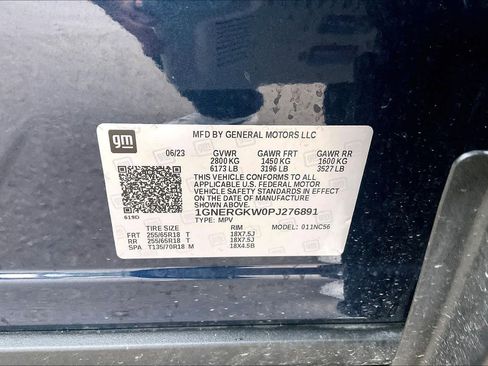 gm
MFD BY GENERAL MOTORS LLC
06/23 GVWR GAWR FRT GAWR RR
2800 KG 1450 KG 1600 KG
6173 LB 3196 LB 3527 LB
THIS VEHICLE CONFORMS TO ALL
APPLICABLE U.S. FEDERAL MOTOR
VEHICLE SAFETY STANDARDS IN EFFECT
ON THE DATE OF MANUFACTURE
SHOWN ABOVE.
619D
1GNERGKW0PJ276891
TYPE: MPV MODEL: 011NC56
TIRE SIZE RIM
FRT 255/65R18 T 18X7.5J
RR 255/65R18 T 18X7.5J
SPA T135/70R18 M 18X4.5B